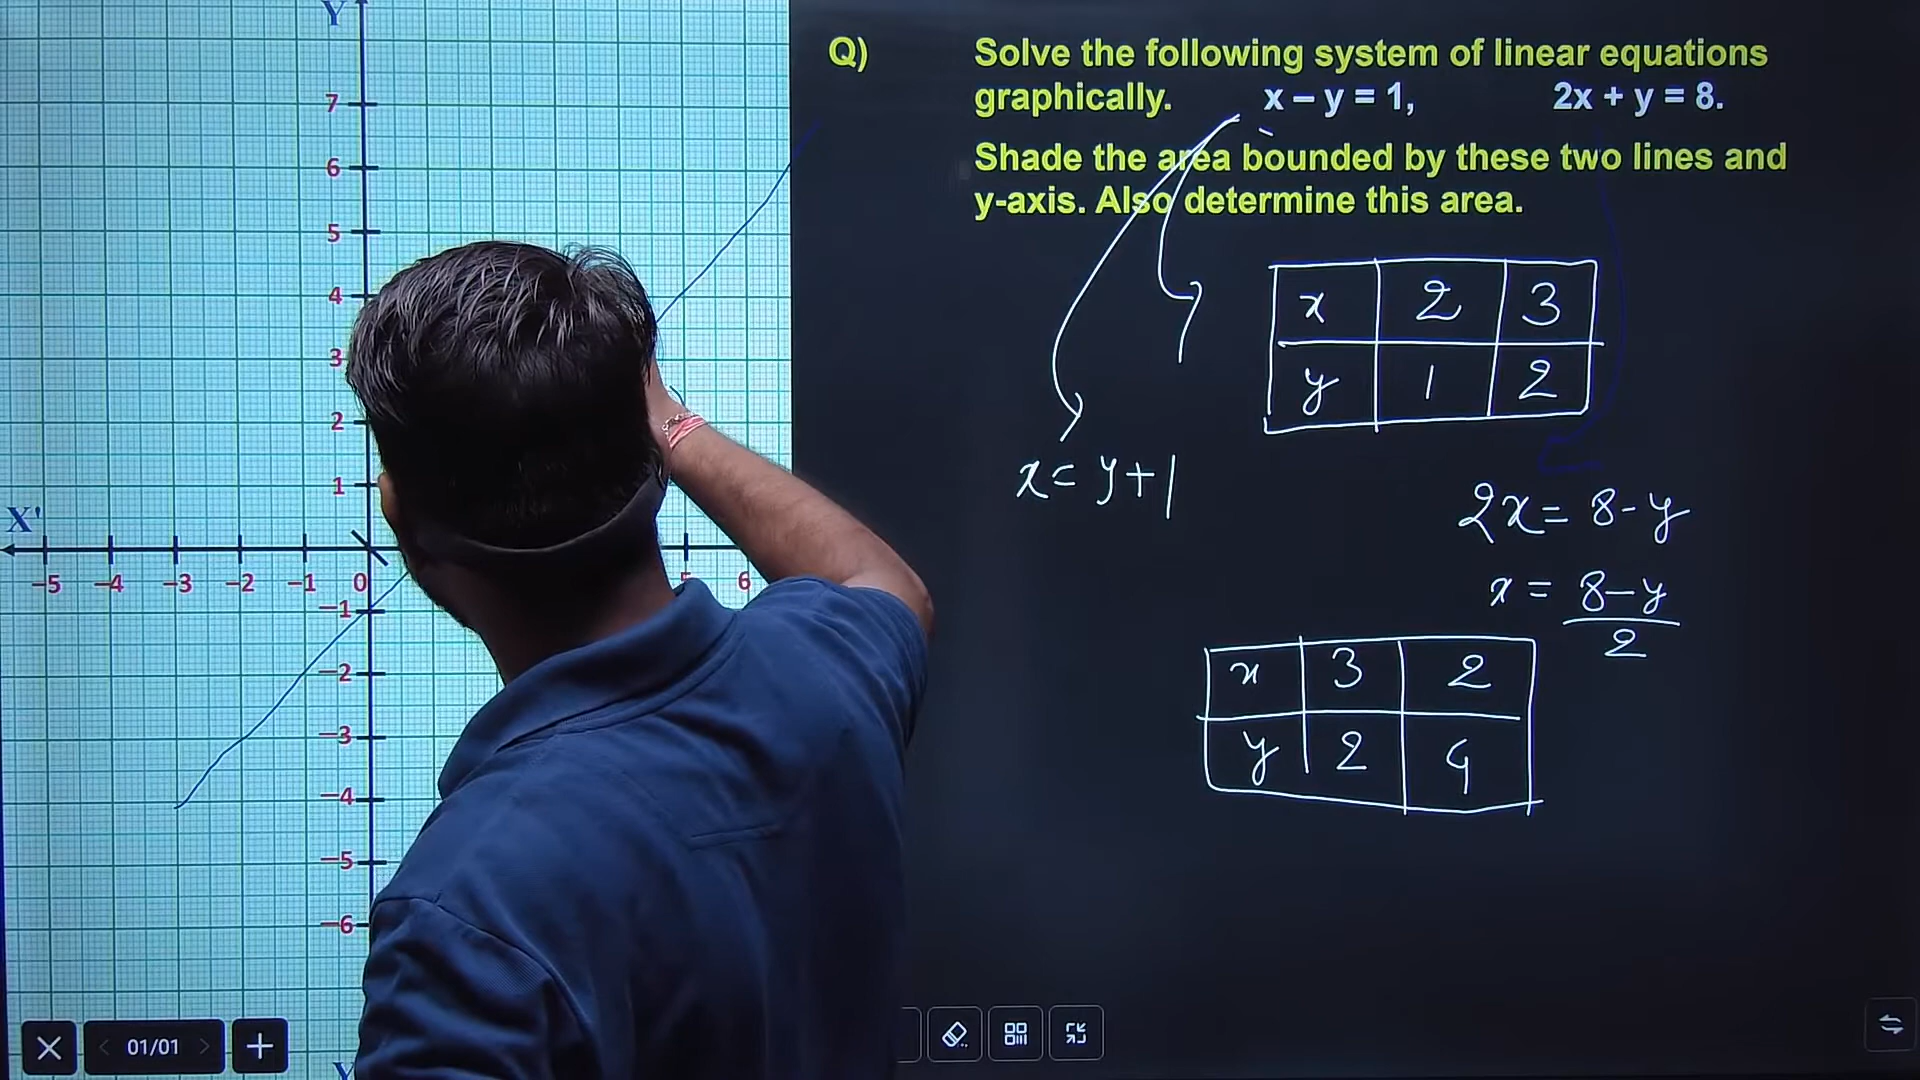 Y
7
6
5
4
3
2
1
X'
−5 −4 −3 −2 −1 0 6
−1
−2
−3
−4
−5
−6
01/01
Q) Solve the following system of linear equations
graphically. x – y = 1, 2x + y = 8.
Shade the area bounded by these two lines and
y-axis. Also determine this area.
x 2 3
y 1 2
x = y+1
2x = 8-y
x = 8-y
2
x 3 2
y 2 4